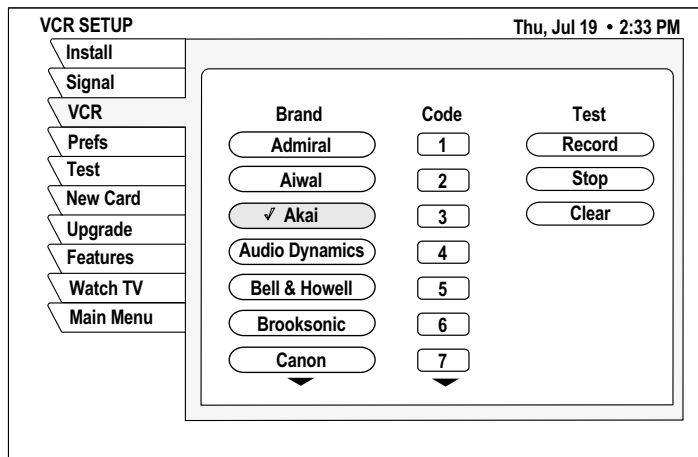 VCR SETUP
Thu, Jul 19 • 2:33 PM
Install
Signal
VCR
Prefs
Test
New Card
Upgrade
Features
Watch TV
Main Menu
Brand Code Test
Admiral 1 Record
Aiwal 2 Stop
√ Akai 3 Clear
Audio Dynamics 4
Bell & Howell 5
Brooksonic 6
Canon 7